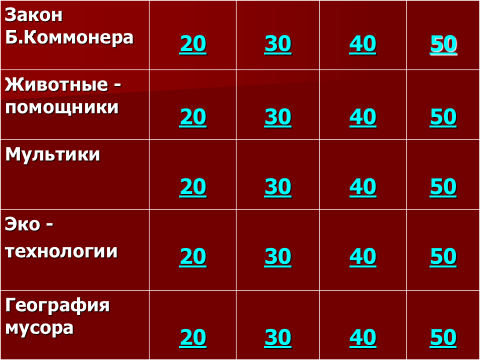 Закон
Б.Коммонера
20 30 40 50
Животные -
помощники
20 30 40 50
Мультики
20 30 40 50
Эко -
технологии
20 30 40 50
География
мусора
20 30 40 50